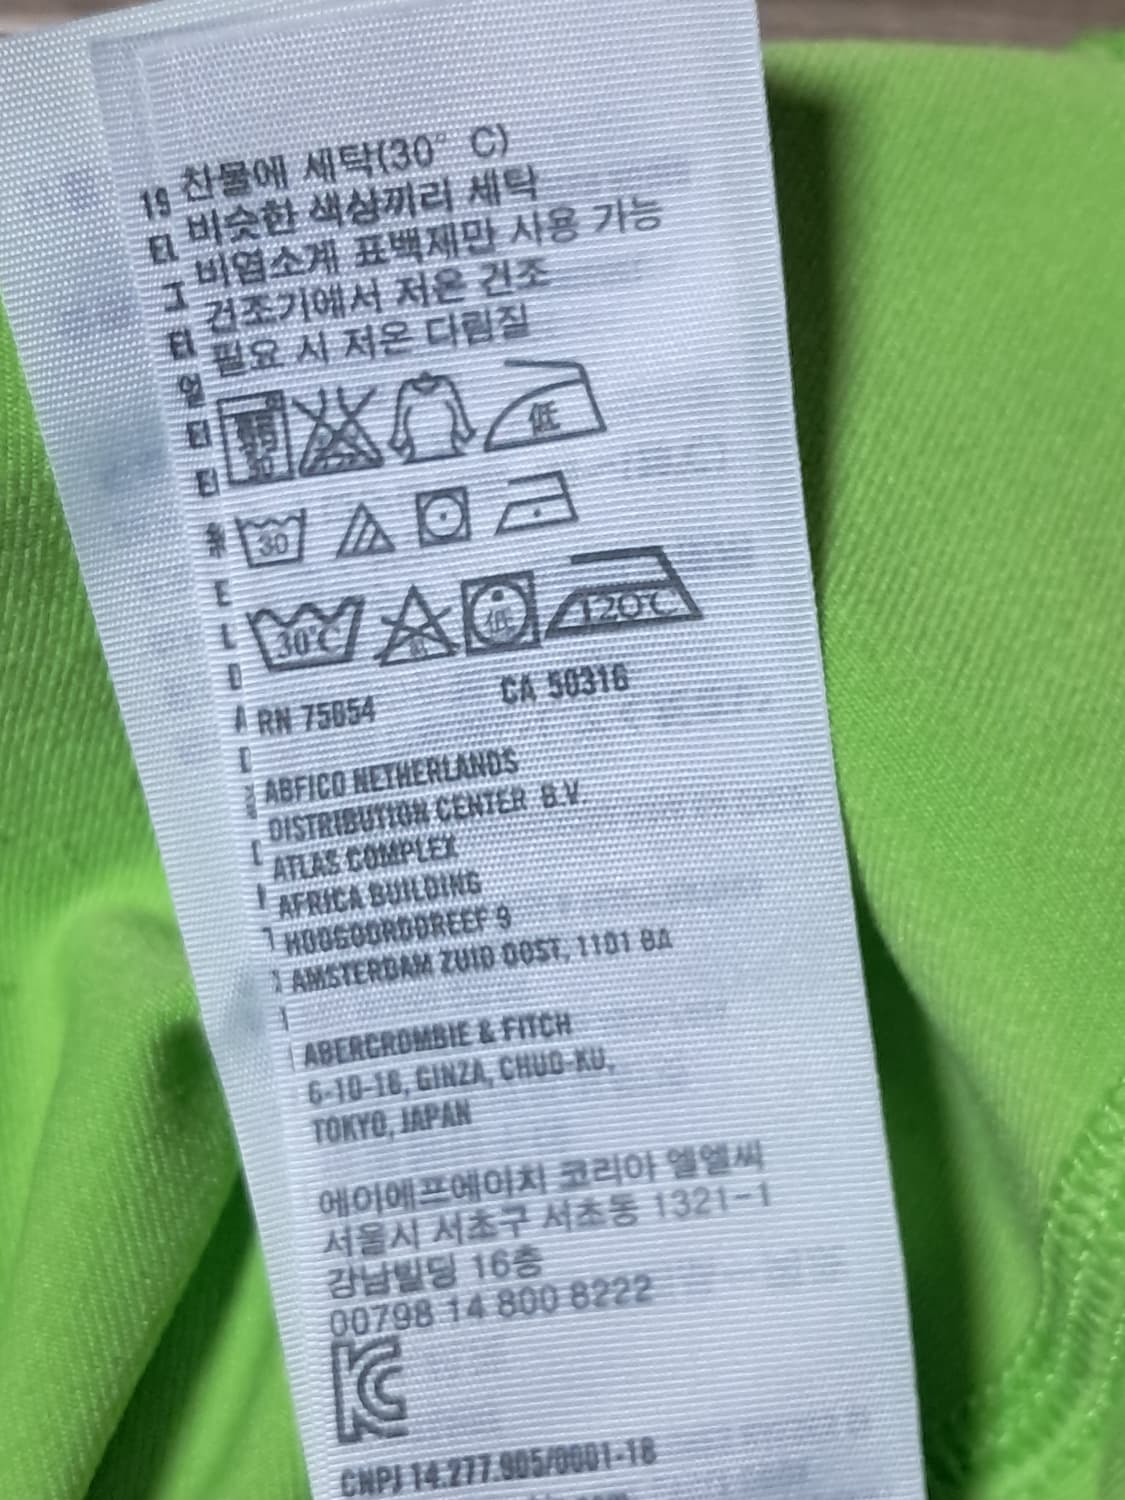 찬물에 세탁(30° C)
비슷한 색상끼리 세탁
비염소계 표백제만 사용 가능
건조기에서 저온 건조
필요 시 저온 다림질
30
低
30
30℃
低
120℃
RN 75654 CA 50316
ABFICO NETHERLANDS
DISTRIBUTION CENTER B.V.
ATLAS COMPLEX
AFRICA BUILDING
HOOGOORDDREEF 9
AMSTERDAM ZUID OOST, 1101 BA
ABERCROMBIE & FITCH
6-10-16, GINZA, CHUO-KU,
TOKYO, JAPAN
에이에프에이치 코리아 엘엘씨
서울시 서초구 서초동 1321-1
강남빌딩 16층
00798 14 800 8222
KC
CNPJ 14.277.905/0001-18